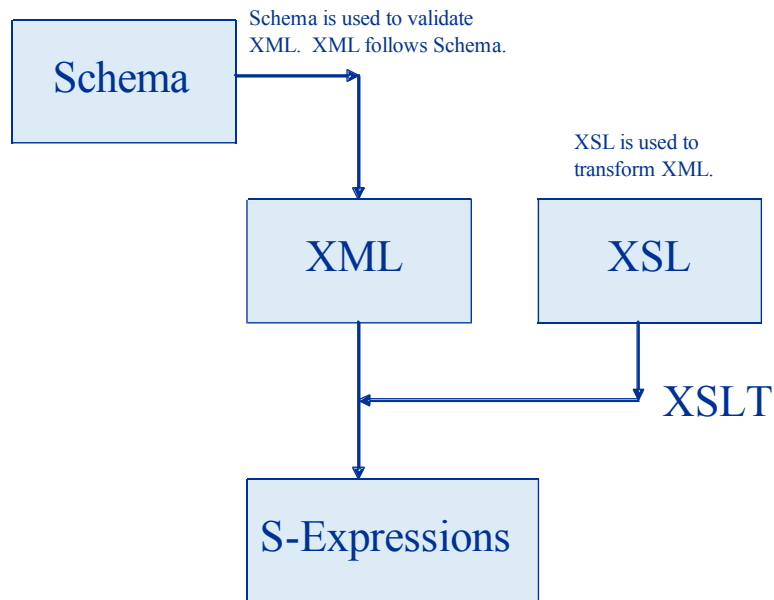 Schema is used to validate
XML.  XML follows Schema.
Schema
XSL is used to
transform XML.
XML
XSL
XSLT
S-Expressions